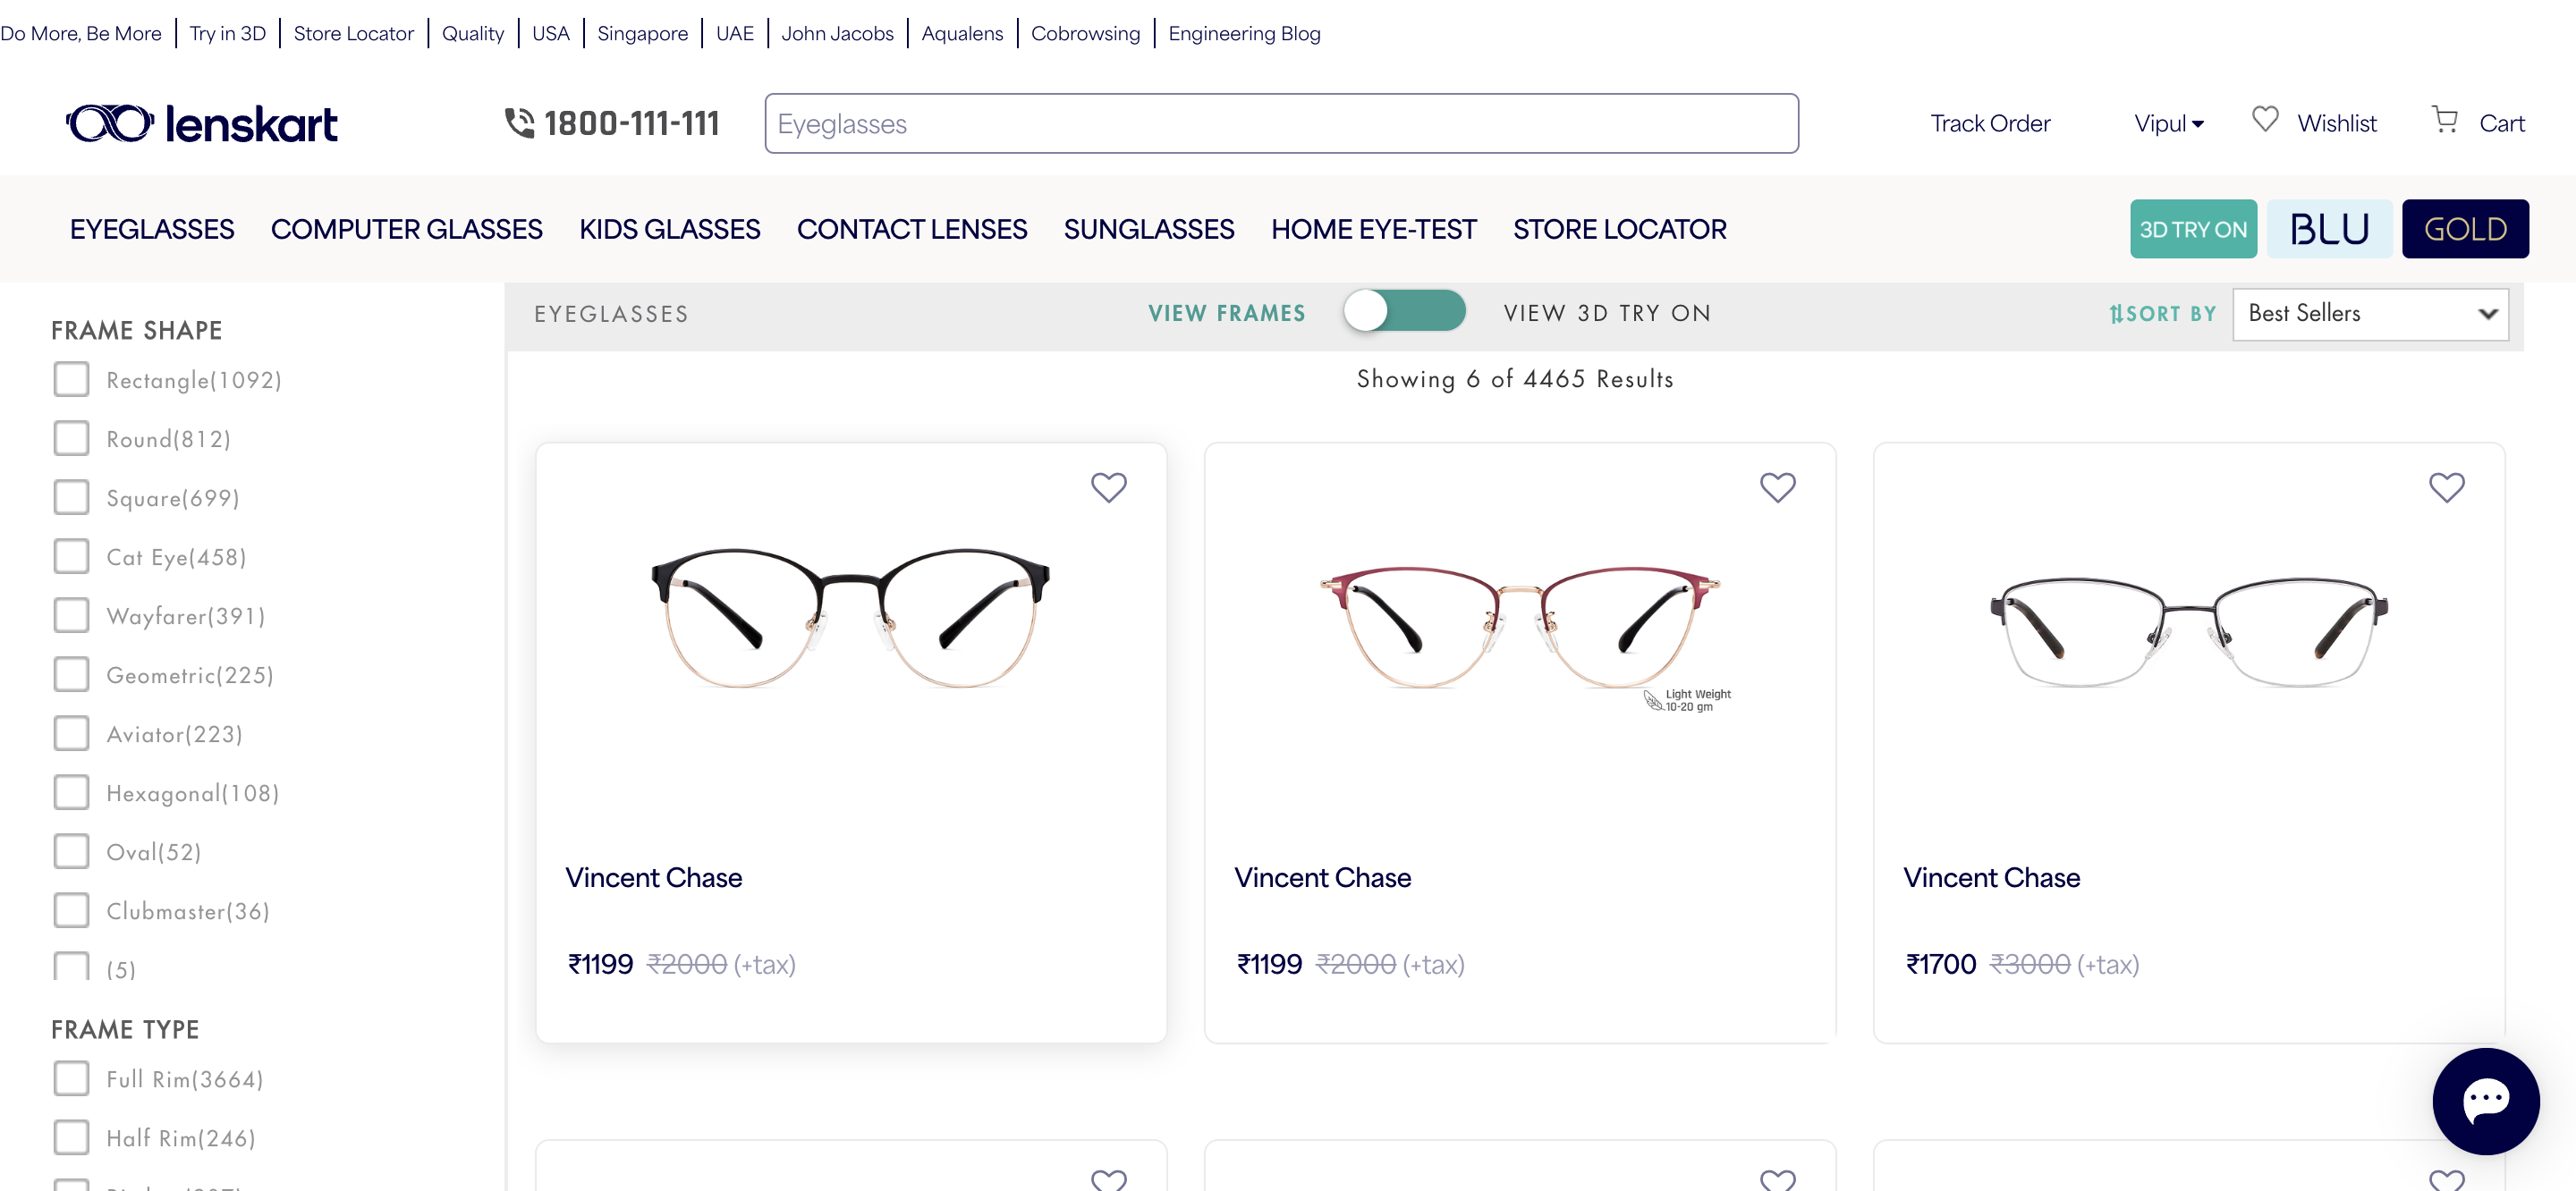 Do More, Be More Try in 3D Store Locator Quality USA Singapore UAE John Jacobs Aqualens Cobrowsing Engineering Blog
lenskart 1800-111-111 Eyeglasses Track Order Vipul Wishlist Cart
EYEGLASSES COMPUTER GLASSES KIDS GLASSES CONTACT LENSES SUNGLASSES HOME EYE-TEST STORE LOCATOR 3D TRY ON BLU GOLD
FRAME SHAPE
Rectangle(1092)
Round(812)
Square(699)
Cat Eye(458)
Wayfarer(391)
Geometric(225)
Aviator(223)
Hexagonal(108)
Oval(52)
Clubmaster(36)
(5)
FRAME TYPE
Full Rim(3664)
Half Rim(246)
EYEGLASSES VIEW FRAMES VIEW 3D TRY ON SORT BY Best Sellers
Showing 6 of 4465 Results
Light Weight
10-20 gm
Vincent Chase Vincent Chase Vincent Chase
₹1199 ₹2000 (+tax) ₹1199 ₹2000 (+tax) ₹1700 ₹3000 (+tax)